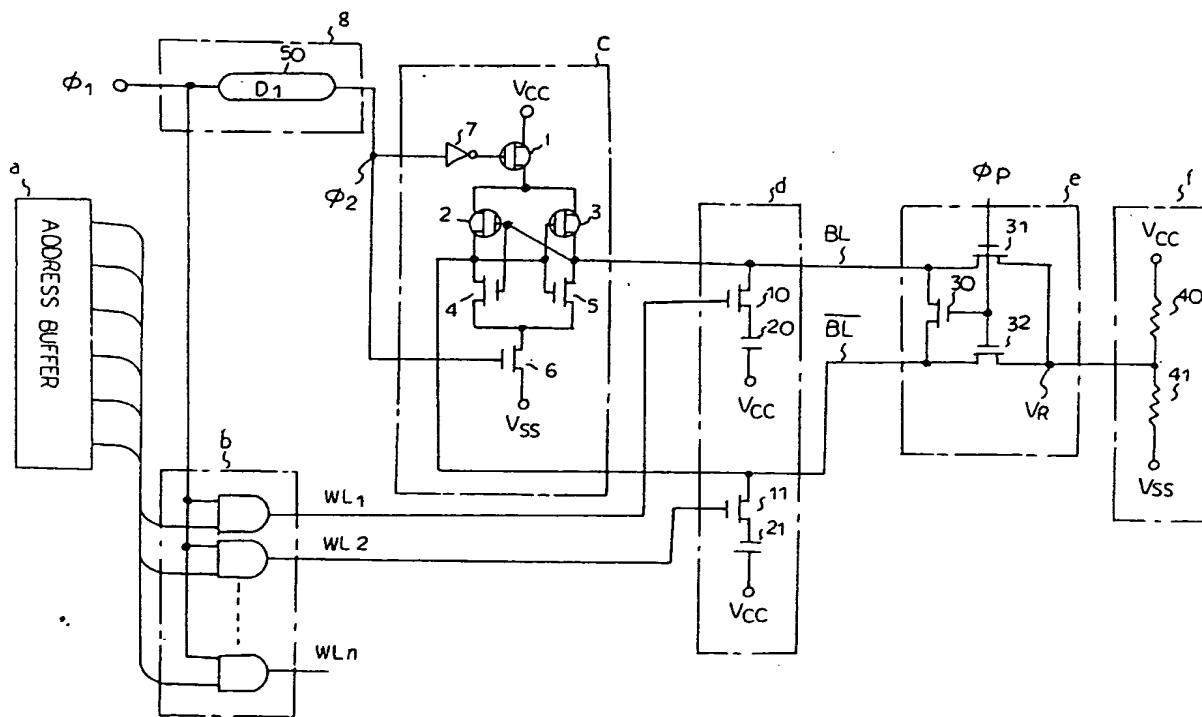 8
50
C
ϕ1
D1
VCC
7
1
a
ϕ2
ϕP
d
e
f
2
3
31
VCC
BL
ADDRESS BUFFER
30
40
4
5
10
20
32
BL
41
6
VCC
VR
VSS
b
VSS
WL1
11
21
WL2
VCC
WLn